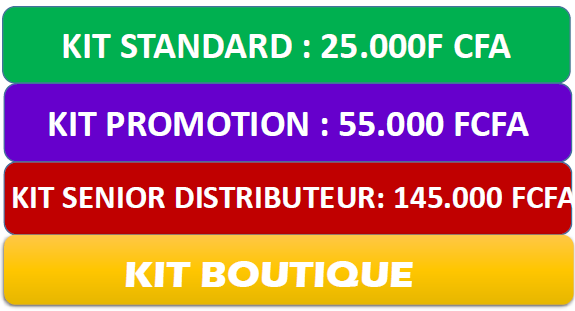 KIT STANDARD : 25.000F CFA
KIT PROMOTION : 55.000 FCFA
KIT SENIOR DISTRIBUTEUR: 145.000 FCFA
KIT BOUTIQUE